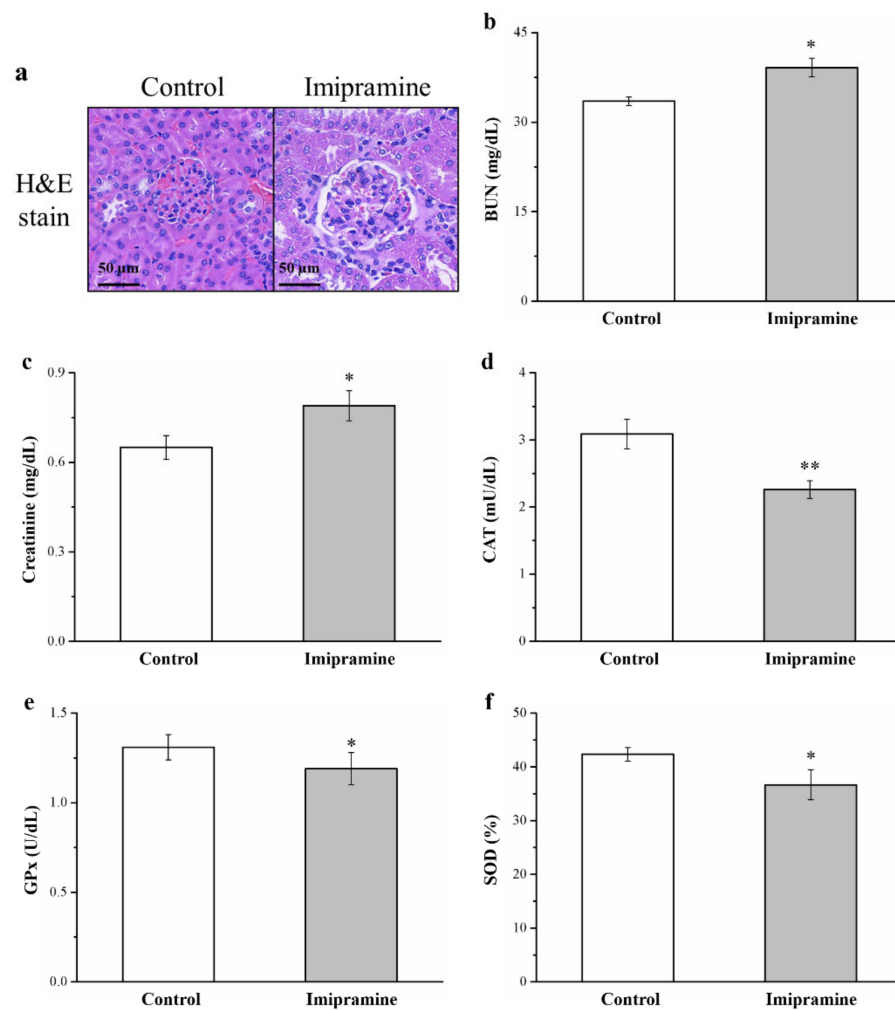 a
Control Imipramine
H&E
stain
50 μm 50 μm
b
BUN (mg/dL)
45
30
15
0
*
Control Imipramine
c
Creatinine (mg/dL)
0.9
0.6
0.3
0.0
*
Control Imipramine
d
CAT (mU/dL)
4
3
2
1
0
**
Control Imipramine
e
GPx (U/dL)
1.5
1.0
0.5
0.0
*
Control Imipramine
f
SOD (%)
50
40
30
20
10
0
*
Control Imipramine